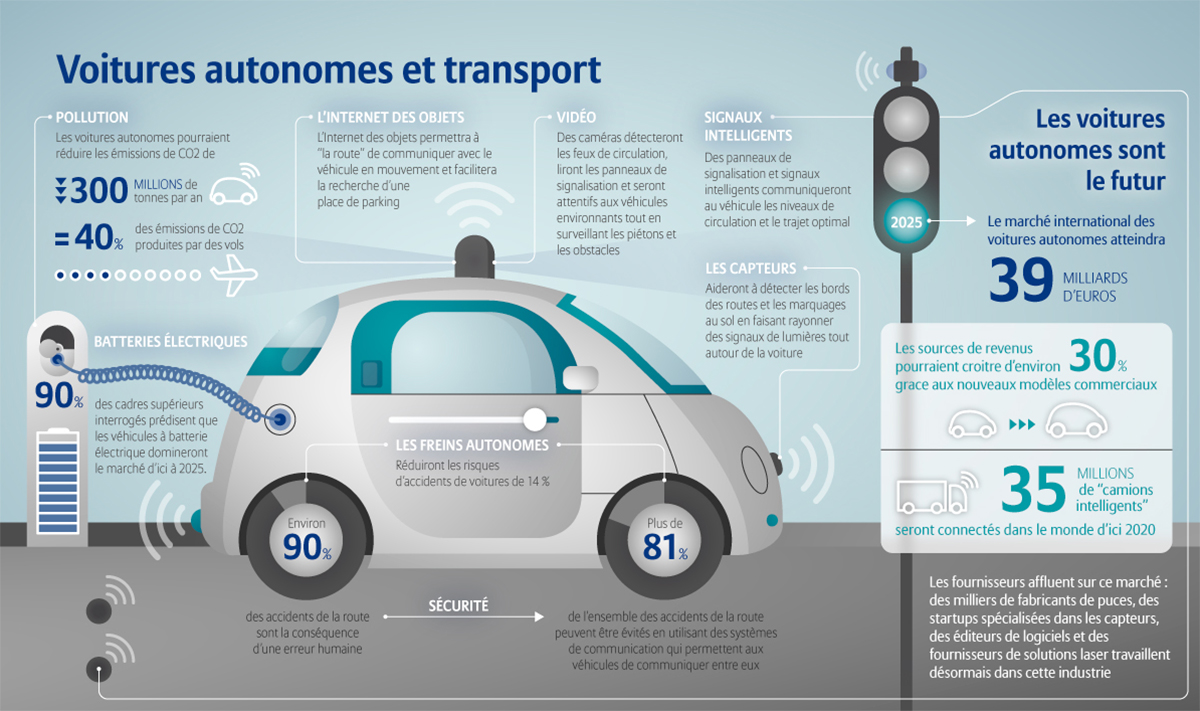 Voitures autonomes et transport
POLLUTION
Les voitures autonomes pourraient
réduire les émissions de CO2 de
300 MILLIONS de
tonnes par an
= 40% des émissions de CO2
produites par des vols
L'INTERNET DES OBJETS
L'Internet des objets permettra à
"la route" de communiquer avec le
véhicule en mouvement et facilitera
la recherche d'une
place de parking
VIDÉO
Des caméras détecteront
les feux de circulation,
liront les panneaux de
signalisation et seront
attentifs aux véhicules
environnants tout en
surveillant les piétons et
les obstacles
SIGNAUX
INTELLIGENTS
Des panneaux de
signalisation et signaux
intelligents communiqueront
au véhicule les niveaux de
circulation et le trajet optimal
LES CAPTEURS
Aideront à détecter les bords
des routes et les marquages
au sol en faisant rayonner
des signaux de lumières tout
autour de la voiture
BATTERIES ÉLECTRIQUES
90%
des cadres supérieurs
interrogés prédisent que
les véhicules à batterie
électrique domineront
le marché d'ici à 2025.
LES FREINS AUTONOMES
Réduiront les risques
d'accidents de voitures de 14 %
Environ
90%
Plus de
81%
SÉCURITÉ
des accidents de la route
sont la conséquence
d'une erreur humaine
de l'ensemble des accidents de la route
peuvent être évités en utilisant des systèmes
de communication qui permettent aux
véhicules de communiquer entre eux
Les voitures
autonomes sont
le futur
2025
Le marché international des
voitures autonomes atteindra
39 MILLIARDS
D'EUROS
Les sources de revenus
pourraient croitre d'environ 30%
grace aux nouveaux modèles commerciaux
35 MILLIONS
de "camions
intelligents"
seront connectés dans le monde d'ici 2020
Les fournisseurs affluent sur ce marché :
des milliers de fabricants de puces, des
startups spécialisées dans les capteurs,
des éditeurs de logiciels et des
fournisseurs de solutions laser travaillent
désormais dans cette industrie